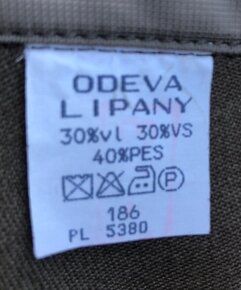 ODEVA
LIPANY
30%vl 30%VS
40%PES
P
186
PL 5380